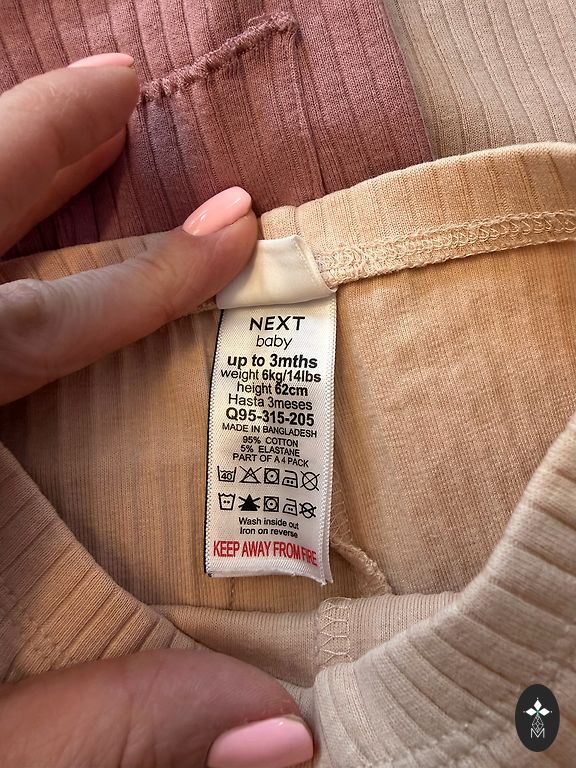 NEXT
baby
up to 3mths
weight 6kg/14lbs
height 62cm
Hasta 3meses
Q95-315-205
MADE IN BANGLADESH
95% COTTON
5% ELASTANE
PART OF A 4 PACK
40
Wash inside out
Iron on reverse
KEEP AWAY FROM FIRE